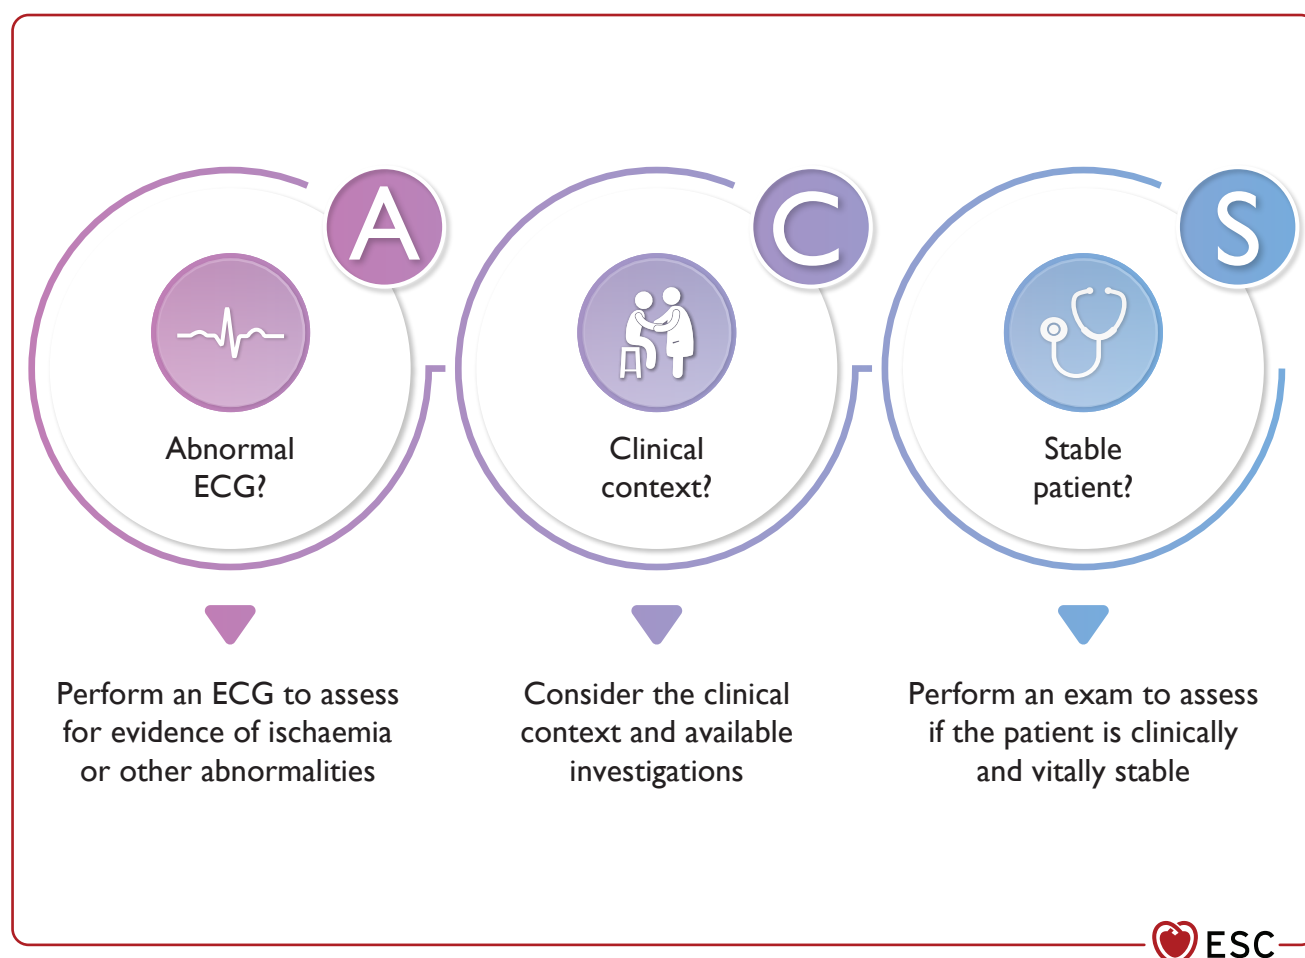 A
C
S
Abnormal
ECG?
Clinical
context?
Stable
patient?
Perform an ECG to assess
for evidence of ischaemia
or other abnormalities
Consider the clinical
context and available
investigations
Perform an exam to assess
if the patient is clinically
and vitally stable
ESC